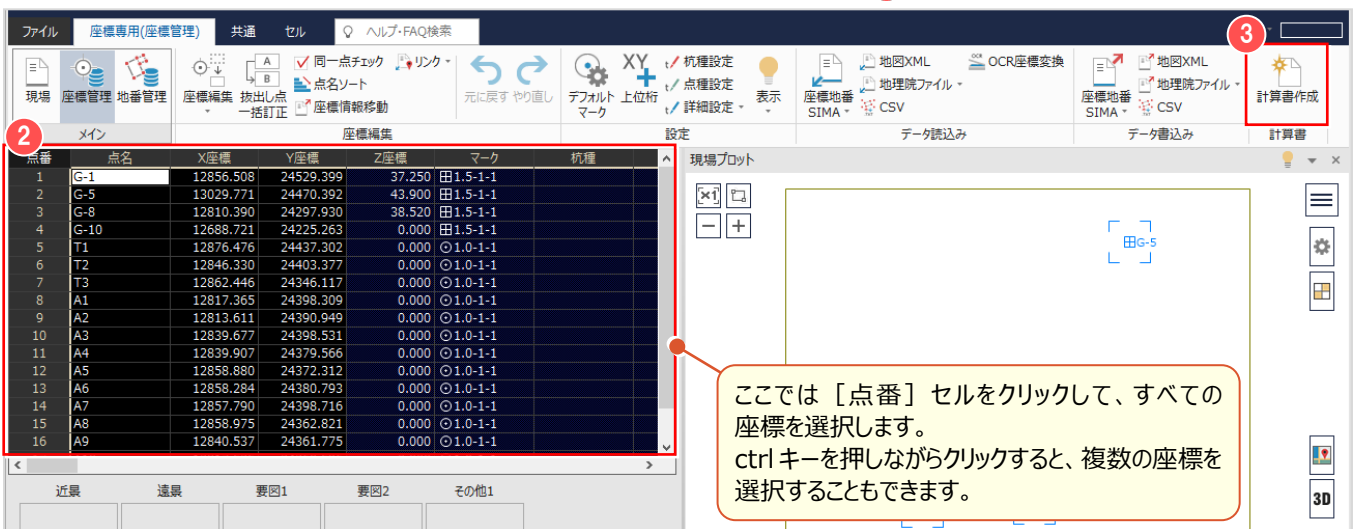 ファイル 座標専用(座標管理) 共通 セル ヘルプ・FAQ検索 3
現場 座標管理 地番管理
メイン
座標編集 抜出し点一括訂正 A B
同一点チェック リンク
点名ソート
座標情報移動
元に戻す やり直し
座標編集
デフォルトマーク XY 上位桁
杭種設定
点種設定
詳細設定
表示
設定
座標地番SIMA
地図XML OCR座標変換
地理院ファイル
CSV
データ読込み
座標地番SIMA
地図XML
地理院ファイル
CSV
データ書込み
計算書作成
計算書
2
点番 点名 X座標 Y座標 Z座標 マーク 杭種
1 G-1 12856.508 24529.399 37.250 田1.5-1-1
2 G-5 13029.771 24470.392 43.900 田1.5-1-1
3 G-8 12810.390 24297.930 38.520 田1.5-1-1
4 G-10 12688.721 24225.263 0.000 田1.5-1-1
5 T1 12876.476 24437.302 0.000 ⊙1.0-1-1
6 T2 12846.330 24403.377 0.000 ⊙1.0-1-1
7 T3 12862.446 24346.117 0.000 ⊙1.0-1-1
8 A1 12817.365 24398.309 0.000 ⊙1.0-1-1
9 A2 12813.611 24390.949 0.000 ⊙1.0-1-1
10 A3 12839.677 24398.531 0.000 ⊙1.0-1-1
11 A4 12839.907 24379.566 0.000 ⊙1.0-1-1
12 A5 12858.880 24372.312 0.000 ⊙1.0-1-1
13 A6 12858.284 24380.793 0.000 ⊙1.0-1-1
14 A7 12857.790 24398.716 0.000 ⊙1.0-1-1
15 A8 12858.975 24362.821 0.000 ⊙1.0-1-1
16 A9 12840.537 24361.775 0.000 ⊙1.0-1-1
近景 遠景 要図1 要図2 その他1
現場プロット
×1
田G-5
3D
ここでは［点番］セルをクリックして、すべての
座標を選択します。
ctrl キーを押しながらクリックすると、複数の座標を
選択することもできます。